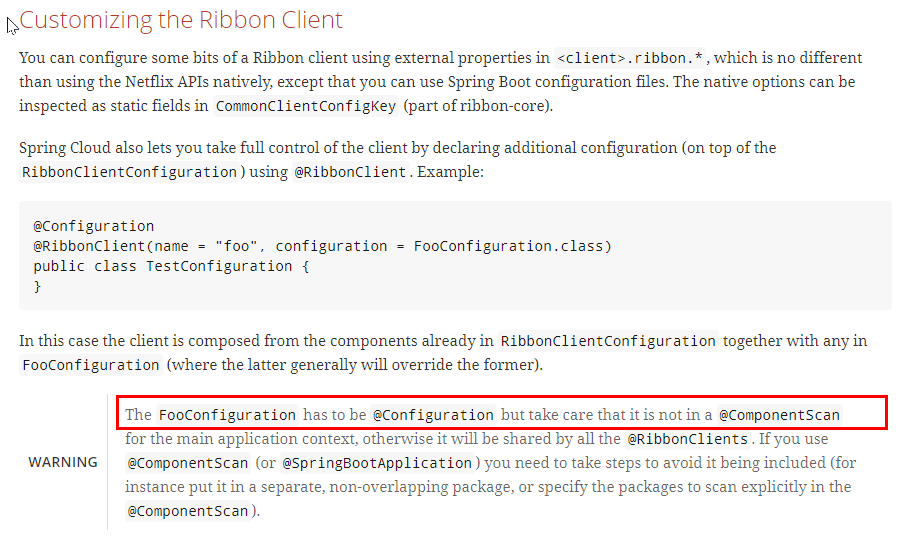 Customizing the Ribbon Client
You can configure some bits of a Ribbon client using external properties in <client>.ribbon.*, which is no different
than using the Netflix APIs natively, except that you can use Spring Boot configuration files. The native options can be
inspected as static fields in CommonClientConfigKey (part of ribbon-core).
Spring Cloud also lets you take full control of the client by declaring additional configuration (on top of the
RibbonClientConfiguration) using @RibbonClient. Example:
@Configuration
@RibbonClient(name = "foo", configuration = FooConfiguration.class)
public class TestConfiguration {
}
In this case the client is composed from the components already in RibbonClientConfiguration together with any in
FooConfiguration (where the latter generally will override the former).
The FooConfiguration has to be @Configuration but take care that it is not in a @ComponentScan
for the main application context, otherwise it will be shared by all the @RibbonClients. If you use
WARNING @ComponentScan (or @SpringBootApplication) you need to take steps to avoid it being included (for
instance put it in a separate, non-overlapping package, or specify the packages to scan explicitly in the
@ComponentScan).